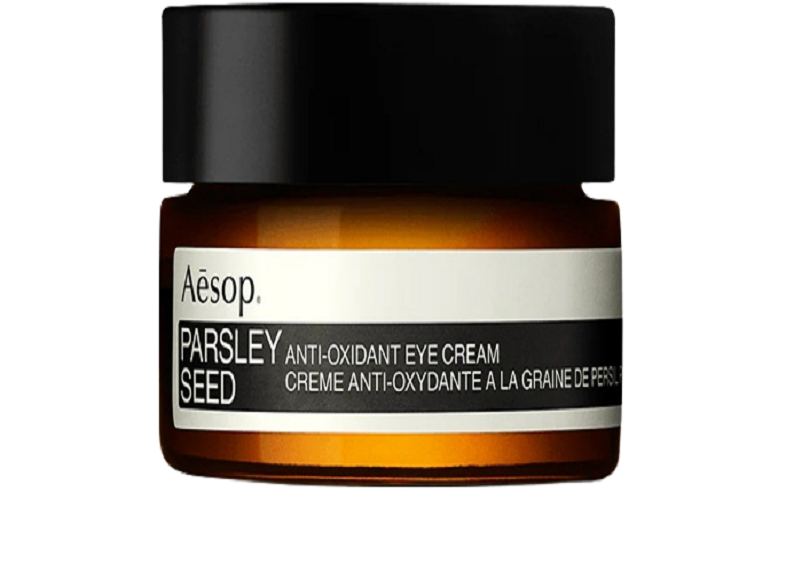 Aēsop.
PARSLEY SEED
ANTI-OXIDANT EYE CREAM
CREME ANTI-OXYDANTE A LA GRAINE DE PERSIL